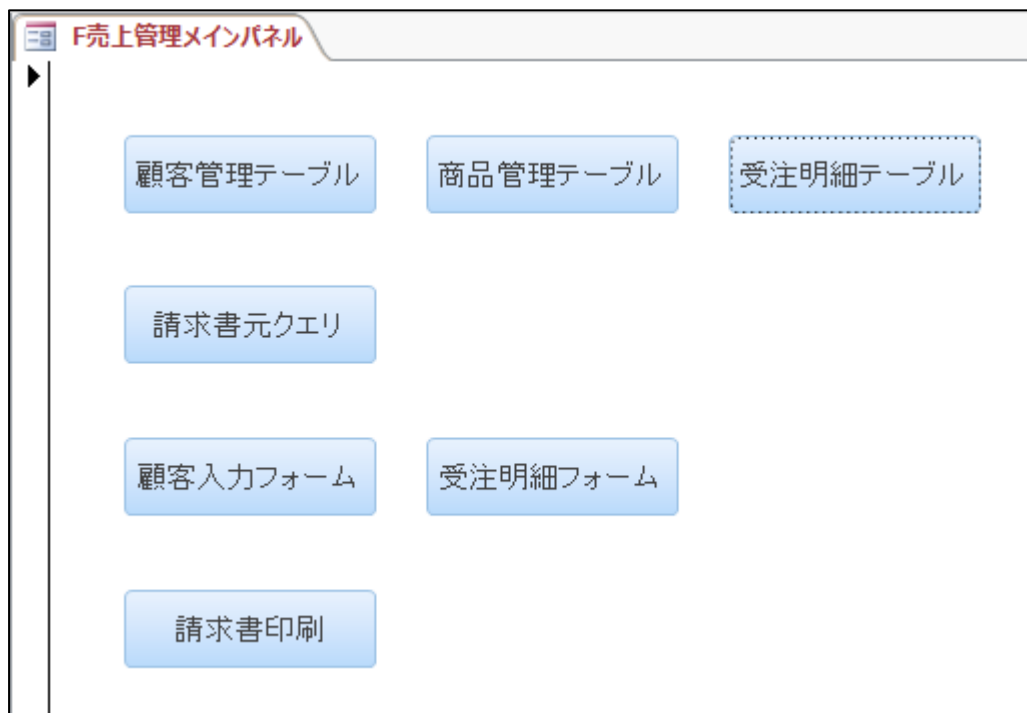 F売上管理メインパネル
顧客管理テーブル
商品管理テーブル
受注明細テーブル
請求書元クエリ
顧客入力フォーム
受注明細フォーム
請求書印刷